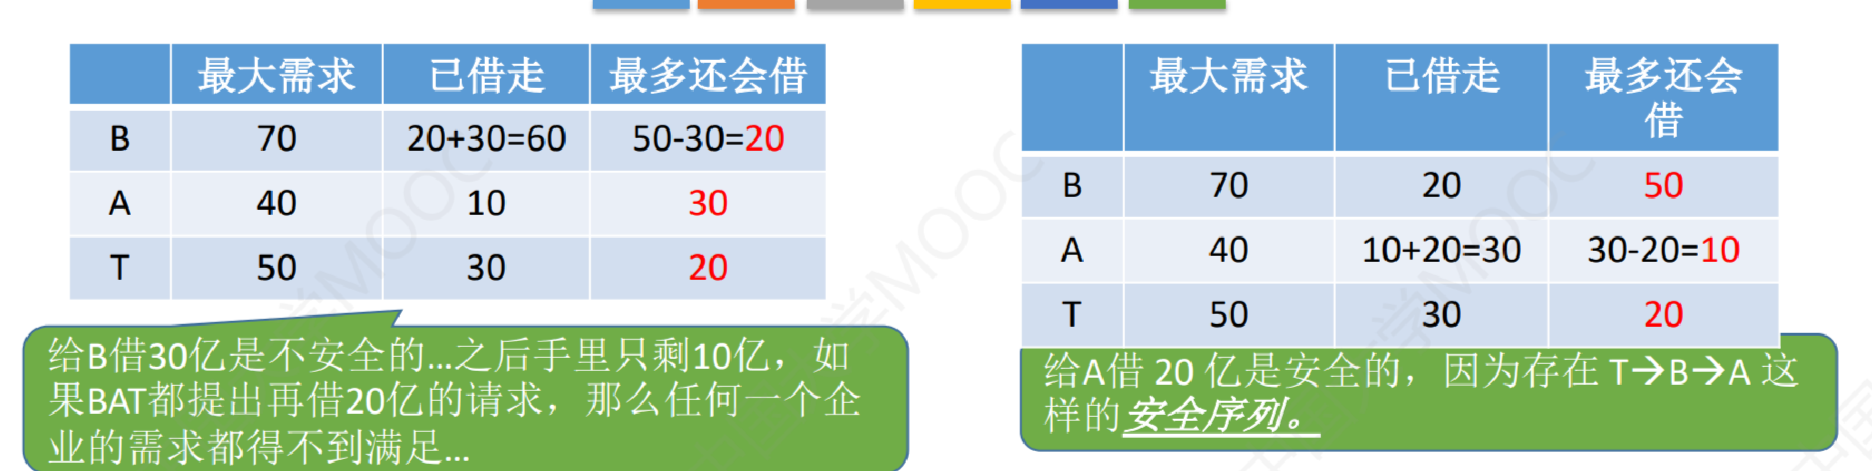 最大需求 已借走 最多还会借
B 70 20+30=60 50-30=20
A 40 10 30
T 50 30 20
给B借30亿是不安全的...之后手里只剩10亿，如
果BAT都提出再借20亿的请求，那么任何一个企
业的需求都得不到满足...
最大需求 已借走 最多还会
借
B 70 20 50
A 40 10+20=30 30-20=10
T 50 30 20
给A借 20 亿是安全的，因为存在 T→B→A 这
样的安全序列。